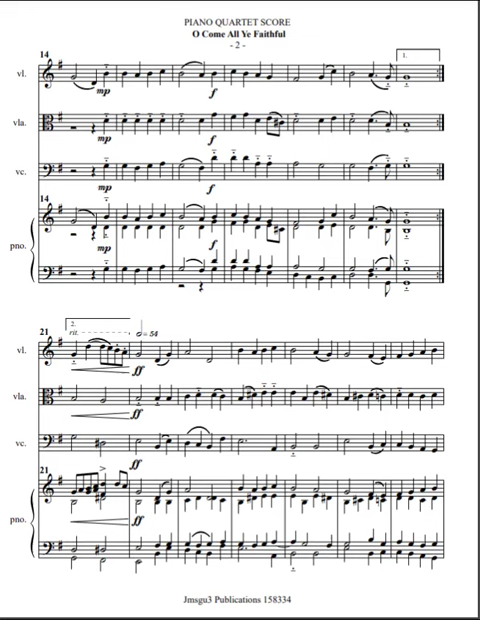 PIANO QUARTET SCORE
O Come All Ye Faithful
- 2 -
14
1.
vl.
mp
f
vla.
mp
f
vc.
mp
f
14
pno.
mp
f
21
2.
rit.
= 54
vl.
ff
vla.
ff
vc.
ff
21
pno.
ff
Jmsgu3 Publications 158334